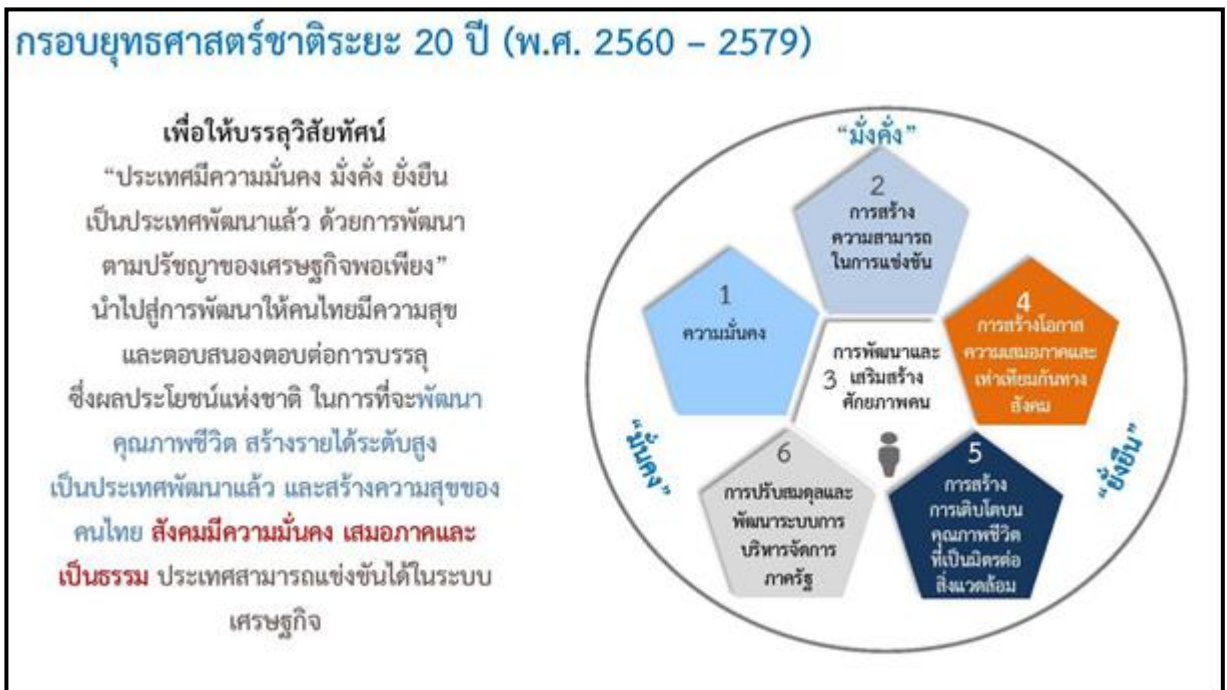 กรอบยุทธศาสตร์ชาติระยะ 20 ปี (พ.ศ. 2560 – 2579)
เพื่อให้บรรลุวิสัยทัศน์
“ประเทศมีความมั่นคง มั่งคั่ง ยั่งยืน
เป็นประเทศพัฒนาแล้ว ด้วยการพัฒนา
ตามปรัชญาของเศรษฐกิจพอเพียง”
นำไปสู่การพัฒนาให้คนไทยมีความสุข
และตอบสนองตอบต่อการบรรลุ
ซึ่งผลประโยชน์แห่งชาติ ในการที่จะพัฒนา
คุณภาพชีวิต สร้างรายได้ระดับสูง
เป็นประเทศพัฒนาแล้ว และสร้างความสุขของ
คนไทย สังคมมีความมั่นคง เสมอภาคและ
เป็นธรรม ประเทศสามารถแข่งขันได้ในระบบ
เศรษฐกิจ
“มั่งคั่ง”
2
การสร้าง
ความสามารถ
ในการแข่งขัน
1
ความมั่นคง
การพัฒนาและ
3 เสริมสร้าง
ศักยภาพคน
4
การสร้างโอกาส
ความเสมอภาคและ
เท่าเทียมกันทาง
สังคม
“มั่นคง”
6
การปรับสมดุลและ
พัฒนาระบบการ
บริหารจัดการ
ภาครัฐ
5
การสร้าง
การเติบโตบน
คุณภาพชีวิต
ที่เป็นมิตรต่อ
สิ่งแวดล้อม
“ยั่งยืน”